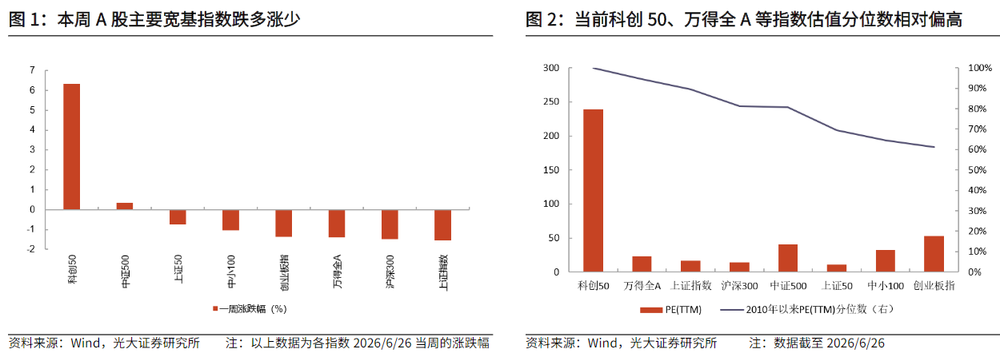 图 1：本周 A 股主要宽基指数跌多涨少
7
6
5
4
3
2
1
0
-1
-2
科创50
中证500
上证50
中小100
创业板指
万得全A
沪深300
上证指数
一周涨跌幅（%）
资料来源：Wind，光大证券研究所 注：以上数据为各指数 2026/6/26 当周的涨跌幅
图 2：当前科创 50、万得全 A 等指数估值分位数相对偏高
300
250
200
150
100
50
0
100%
90%
80%
70%
60%
50%
40%
30%
20%
10%
0%
科创50 万得全A 上证指数 沪深300 中证500 上证50 中小100 创业板指
PE(TTM) 2010年以来PE(TTM)分位数（右）
资料来源：Wind，光大证券研究所 注：数据截至 2026/6/26